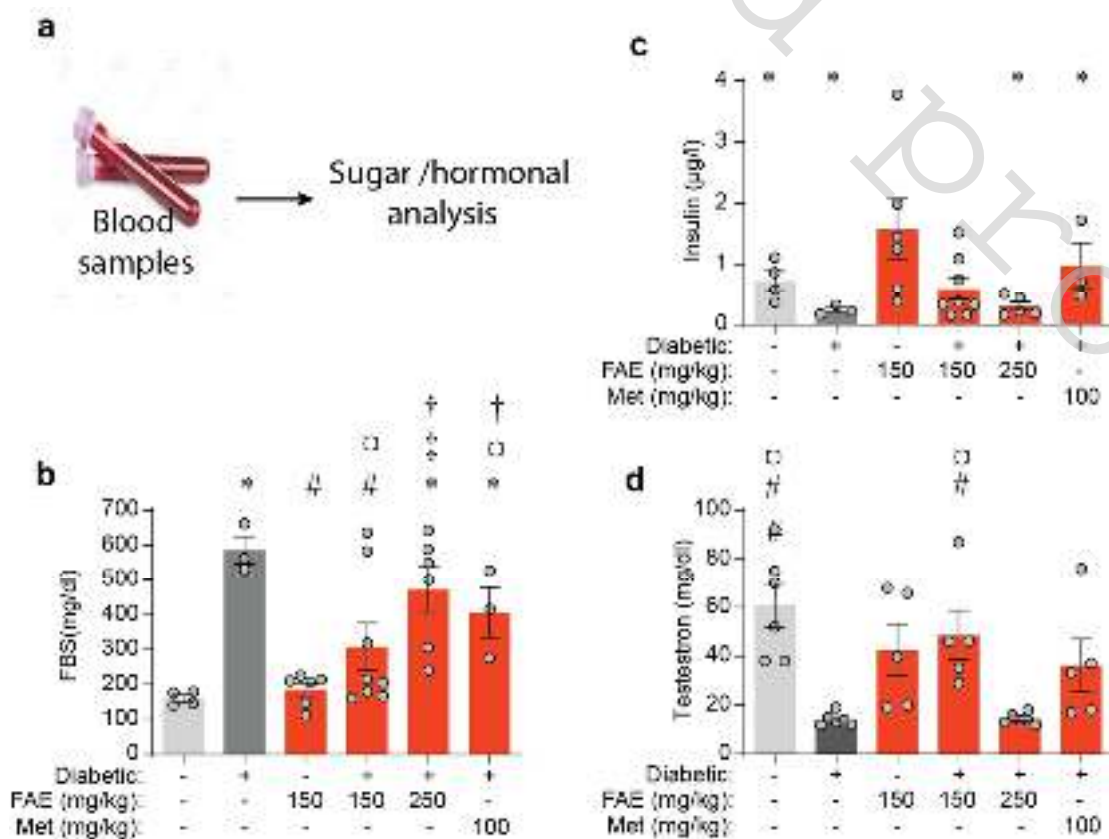 a
Blood
samples
Sugar /hormonal
analysis
c
Insulin (µg/l)
4
3
2
1
0
* * * *
Diabetic: - + - + + +
FAE (mg/kg): - - 150 150 250 -
Met (mg/kg): - - - - - 100
b
† †
¤ ‡ ¤
* # # * *
FBS(mg/dl)
700
600
500
400
300
200
100
0
Diabetic: - + - + + +
FAE (mg/kg): - - 150 150 250 -
Met (mg/kg): - - - - - 100
d
¤ ¤
# #
Testestron (mg/dl)
100
80
60
40
20
0
Diabetic: - + - + + +
FAE (mg/kg): - - 150 150 250 -
Met (mg/kg): - - - - - 100
d pro